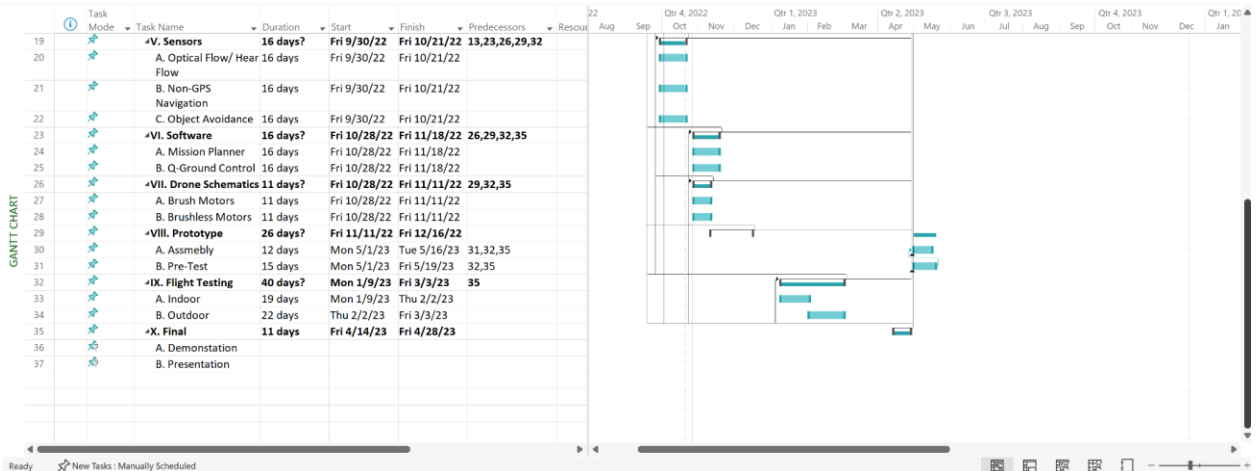 22 Qtr 4, 2022 Qtr 1, 2023 Qtr 2, 2023 Qtr 3, 2023 Qtr 4, 2023 Qtr 1, 20
Task
Mode Task Name Duration Start Finish Predecessors Resour Aug Sep Oct Nov Dec Jan Feb Mar Apr May Jun Jul Aug Sep Oct Nov Dec Jan
19 V. Sensors 16 days? Fri 9/30/22 Fri 10/21/22 13,23,26,29,32
20 A. Optical Flow/ Hear 16 days Fri 9/30/22 Fri 10/21/22
Flow
21 B. Non-GPS 16 days Fri 9/30/22 Fri 10/21/22
Navigation
22 C. Object Avoidance 16 days Fri 9/30/22 Fri 10/21/22
23 VI. Software 16 days? Fri 10/28/22 Fri 11/18/22 26,29,32,35
24 A. Mission Planner 16 days Fri 10/28/22 Fri 11/18/22
25 B. Q-Ground Control 16 days Fri 10/28/22 Fri 11/18/22
26 VII. Drone Schematics 11 days? Fri 10/28/22 Fri 11/11/22 29,32,35
27 A. Brush Motors 11 days Fri 10/28/22 Fri 11/11/22
28 B. Brushless Motors 11 days Fri 10/28/22 Fri 11/11/22
29 VIII. Prototype 26 days? Fri 11/11/22 Fri 12/16/22
30 A. Assmebly 12 days Mon 5/1/23 Tue 5/16/23 31,32,35
31 B. Pre-Test 15 days Mon 5/1/23 Fri 5/19/23 32,35
32 IX. Flight Testing 40 days? Mon 1/9/23 Fri 3/3/23 35
33 A. Indoor 19 days Mon 1/9/23 Thu 2/2/23
34 B. Outdoor 22 days Thu 2/2/23 Fri 3/3/23
35 X. Final 11 days Fri 4/14/23 Fri 4/28/23
36 A. Demonstation
37 B. Presentation
GANTT CHART
Ready New Tasks : Manually Scheduled